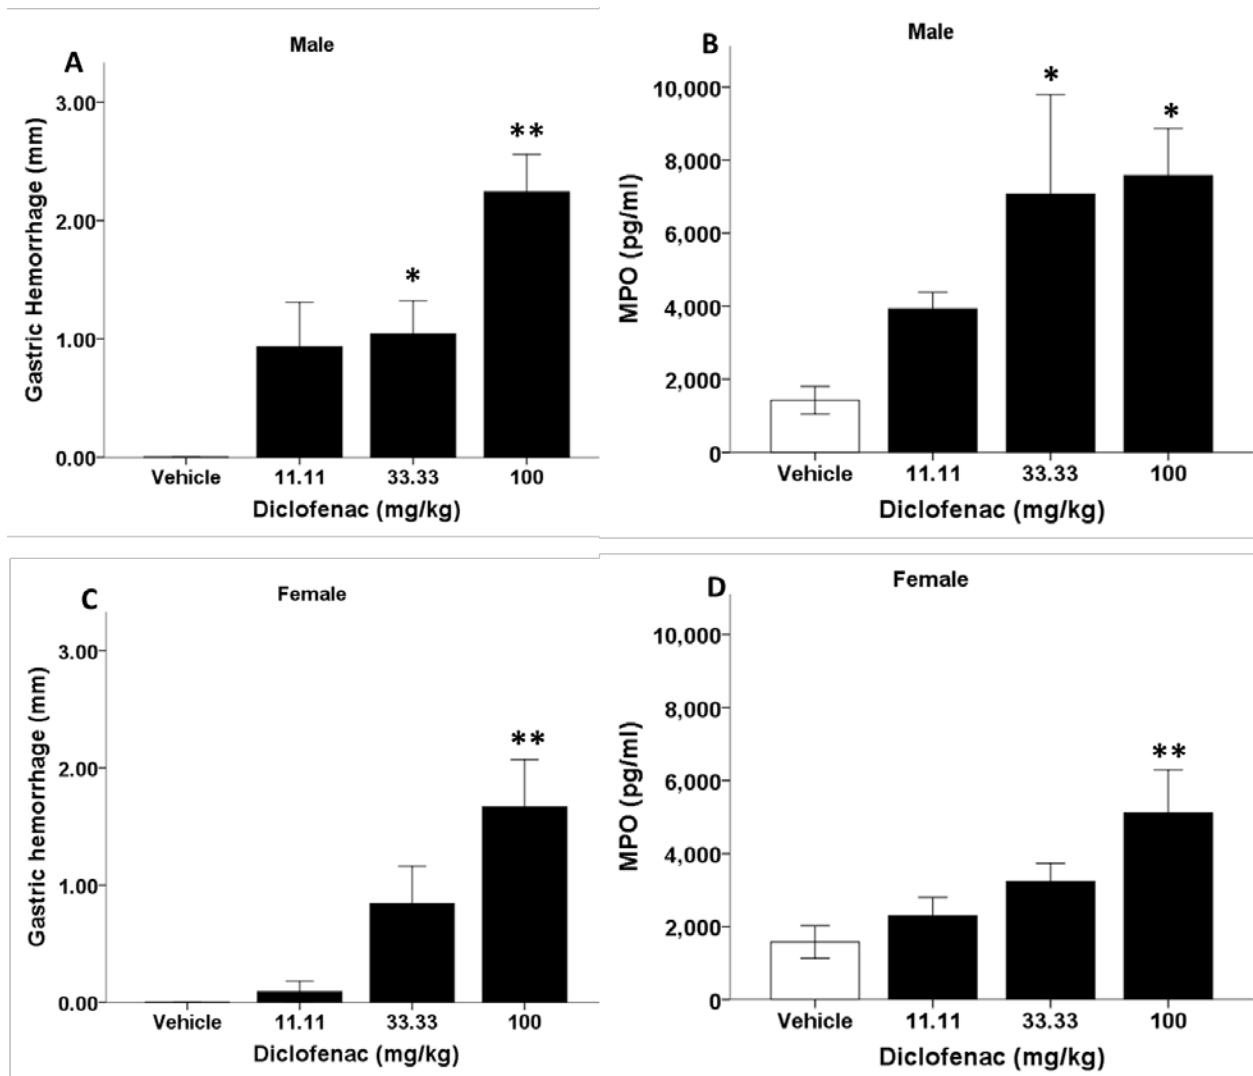 A
Male
Gastric Hemorrhage (mm)
3.00
2.00
1.00
0.00
*
**
Vehicle 11.11 33.33 100
Diclofenac (mg/kg)
B
Male
MPO (pg/ml)
10,000
8,000
6,000
4,000
2,000
0
*
*
Vehicle 11.11 33.33 100
Diclofenac (mg/kg)
C
Female
Gastric hemorrhage (mm)
3.00
2.00
1.00
0.00
**
Vehicle 11.11 33.33 100
Diclofenac (mg/kg)
D
Female
MPO (pg/ml)
10,000
8,000
6,000
4,000
2,000
0
**
Vehicle 11.11 33.33 100
Diclofenac (mg/kg)